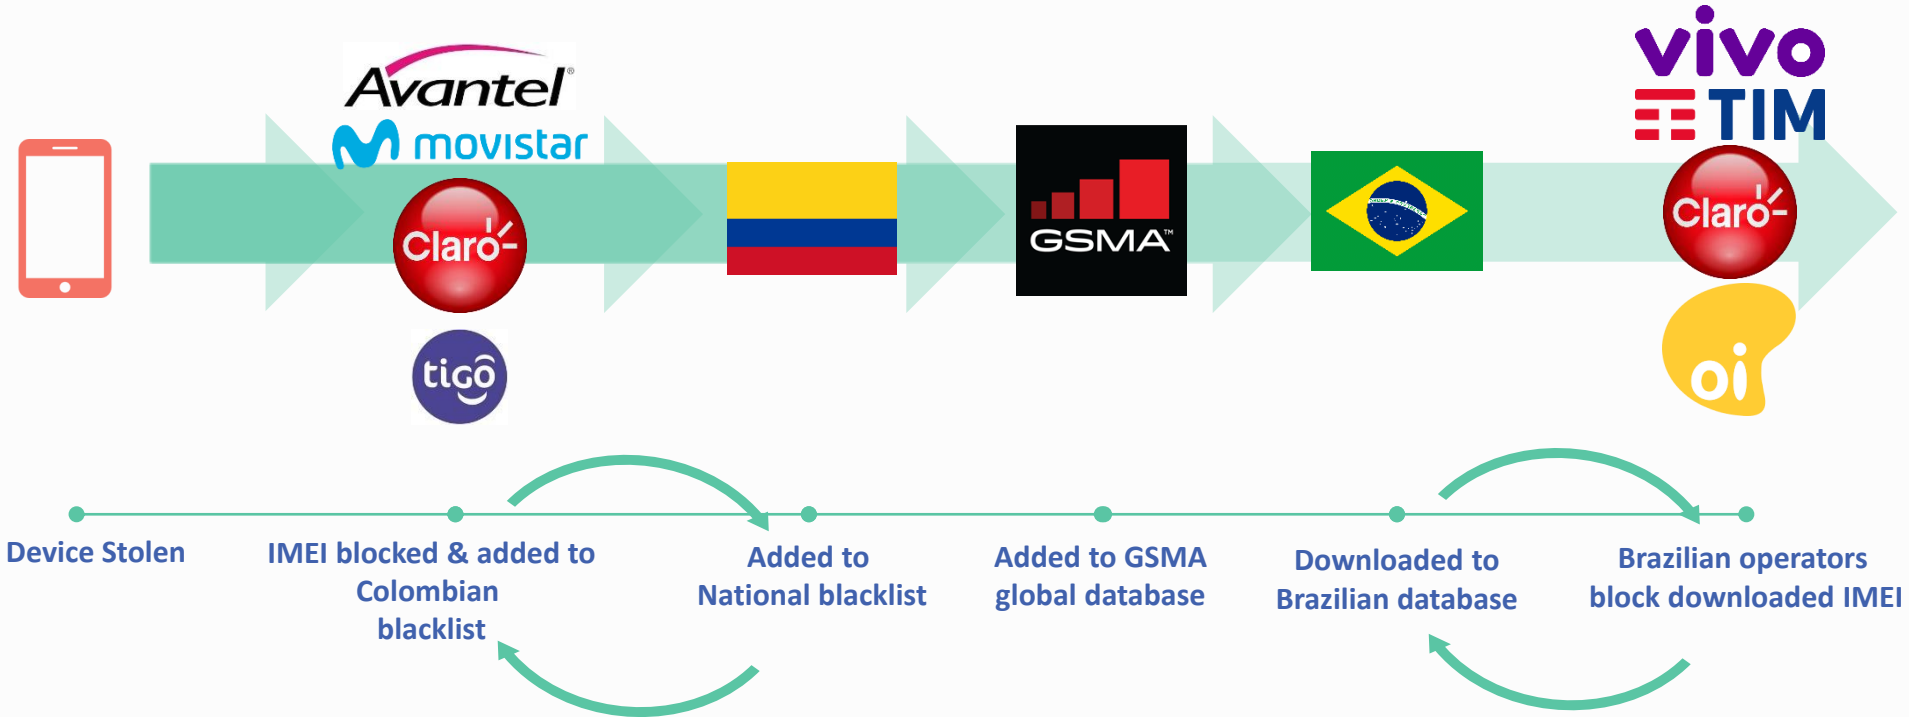 Avantel®
movistar
Claro
tigo
GSMA™
vivo
TIM
Claro
oi
Device Stolen
IMEI blocked & added to
Colombian
blacklist
Added to
National blacklist
Added to GSMA
global database
Downloaded to
Brazilian database
Brazilian operators
block downloaded IMEI